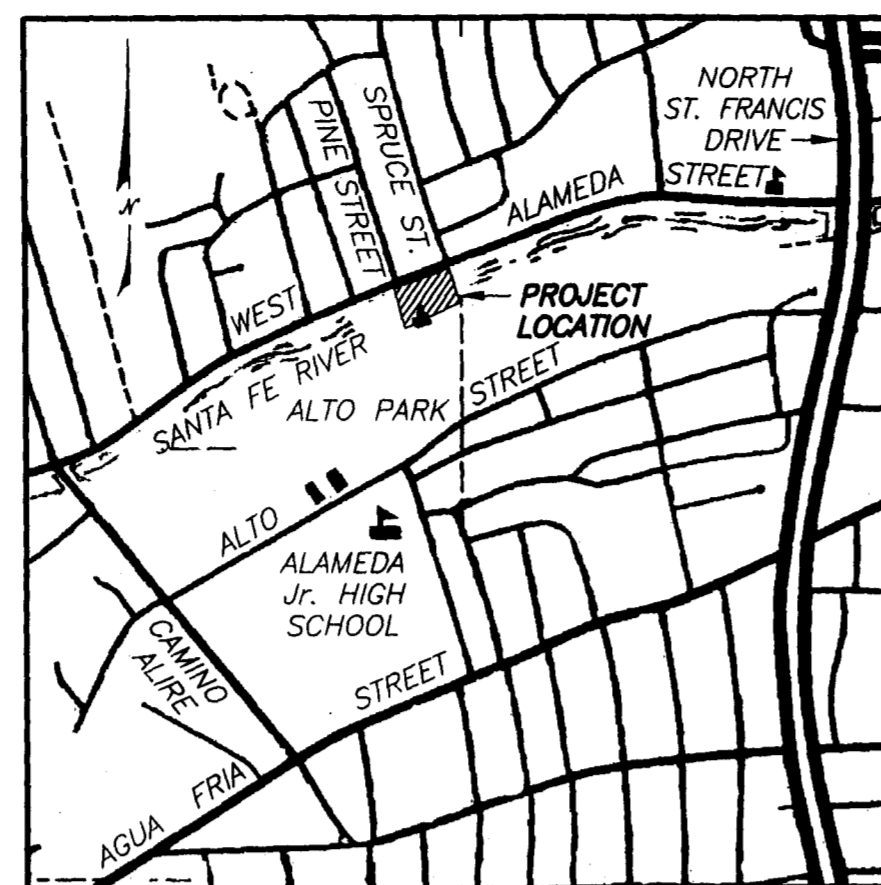 NORTH
ST. FRANCIS
DRIVE
PINE STREET
SPRUCE ST.
WEST ALAMEDA STREET
N
PROJECT
LOCATION
SANTA FE RIVER
ALTO PARK
ALTO STREET
ALAMEDA
Jr. HIGH
SCHOOL
CAMINO
ALIRE
AGUA FRIA STREET